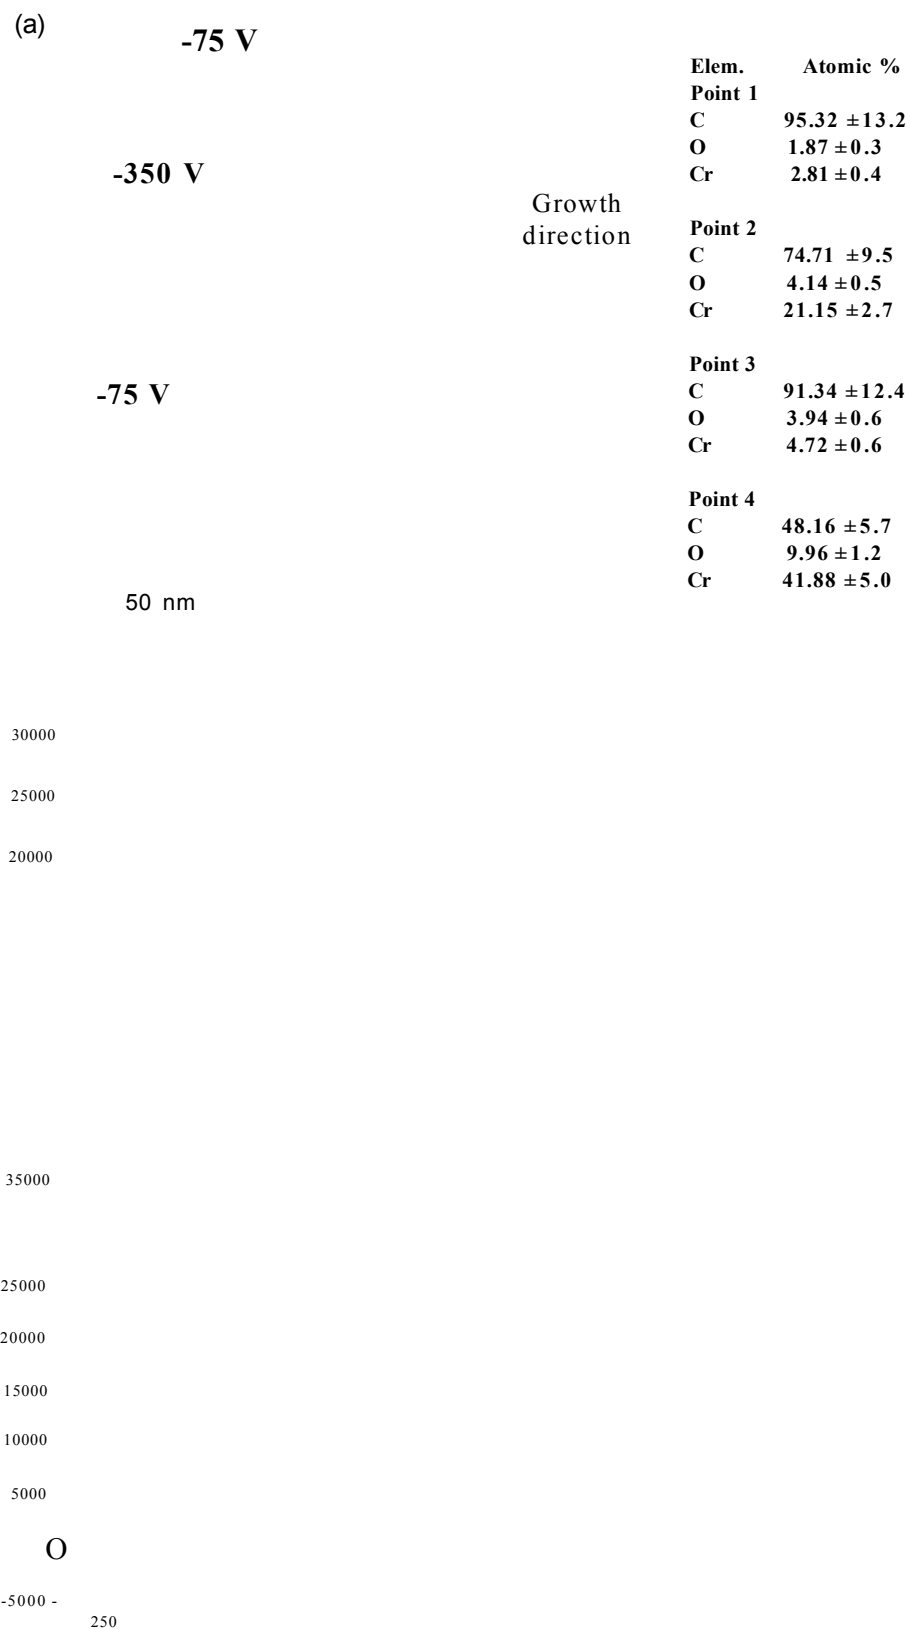 (a)
-75 V
-350 V
-75 V
50 nm
Growth
direction
Elem. Atomic %
Point 1
C 95.32 ±13.2
O 1.87 ±0.3
Cr 2.81 ±0.4
Point 2
C 74.71 ±9.5
O 4.14 ±0.5
Cr 21.15 ±2.7
Point 3
C 91.34 ±12.4
O 3.94 ±0.6
Cr 4.72 ±0.6
Point 4
C 48.16 ±5.7
O 9.96 ±1.2
Cr 41.88 ±5.0
30000
25000
20000
35000
25000
20000
15000
10000
5000
O
-5000 -
250